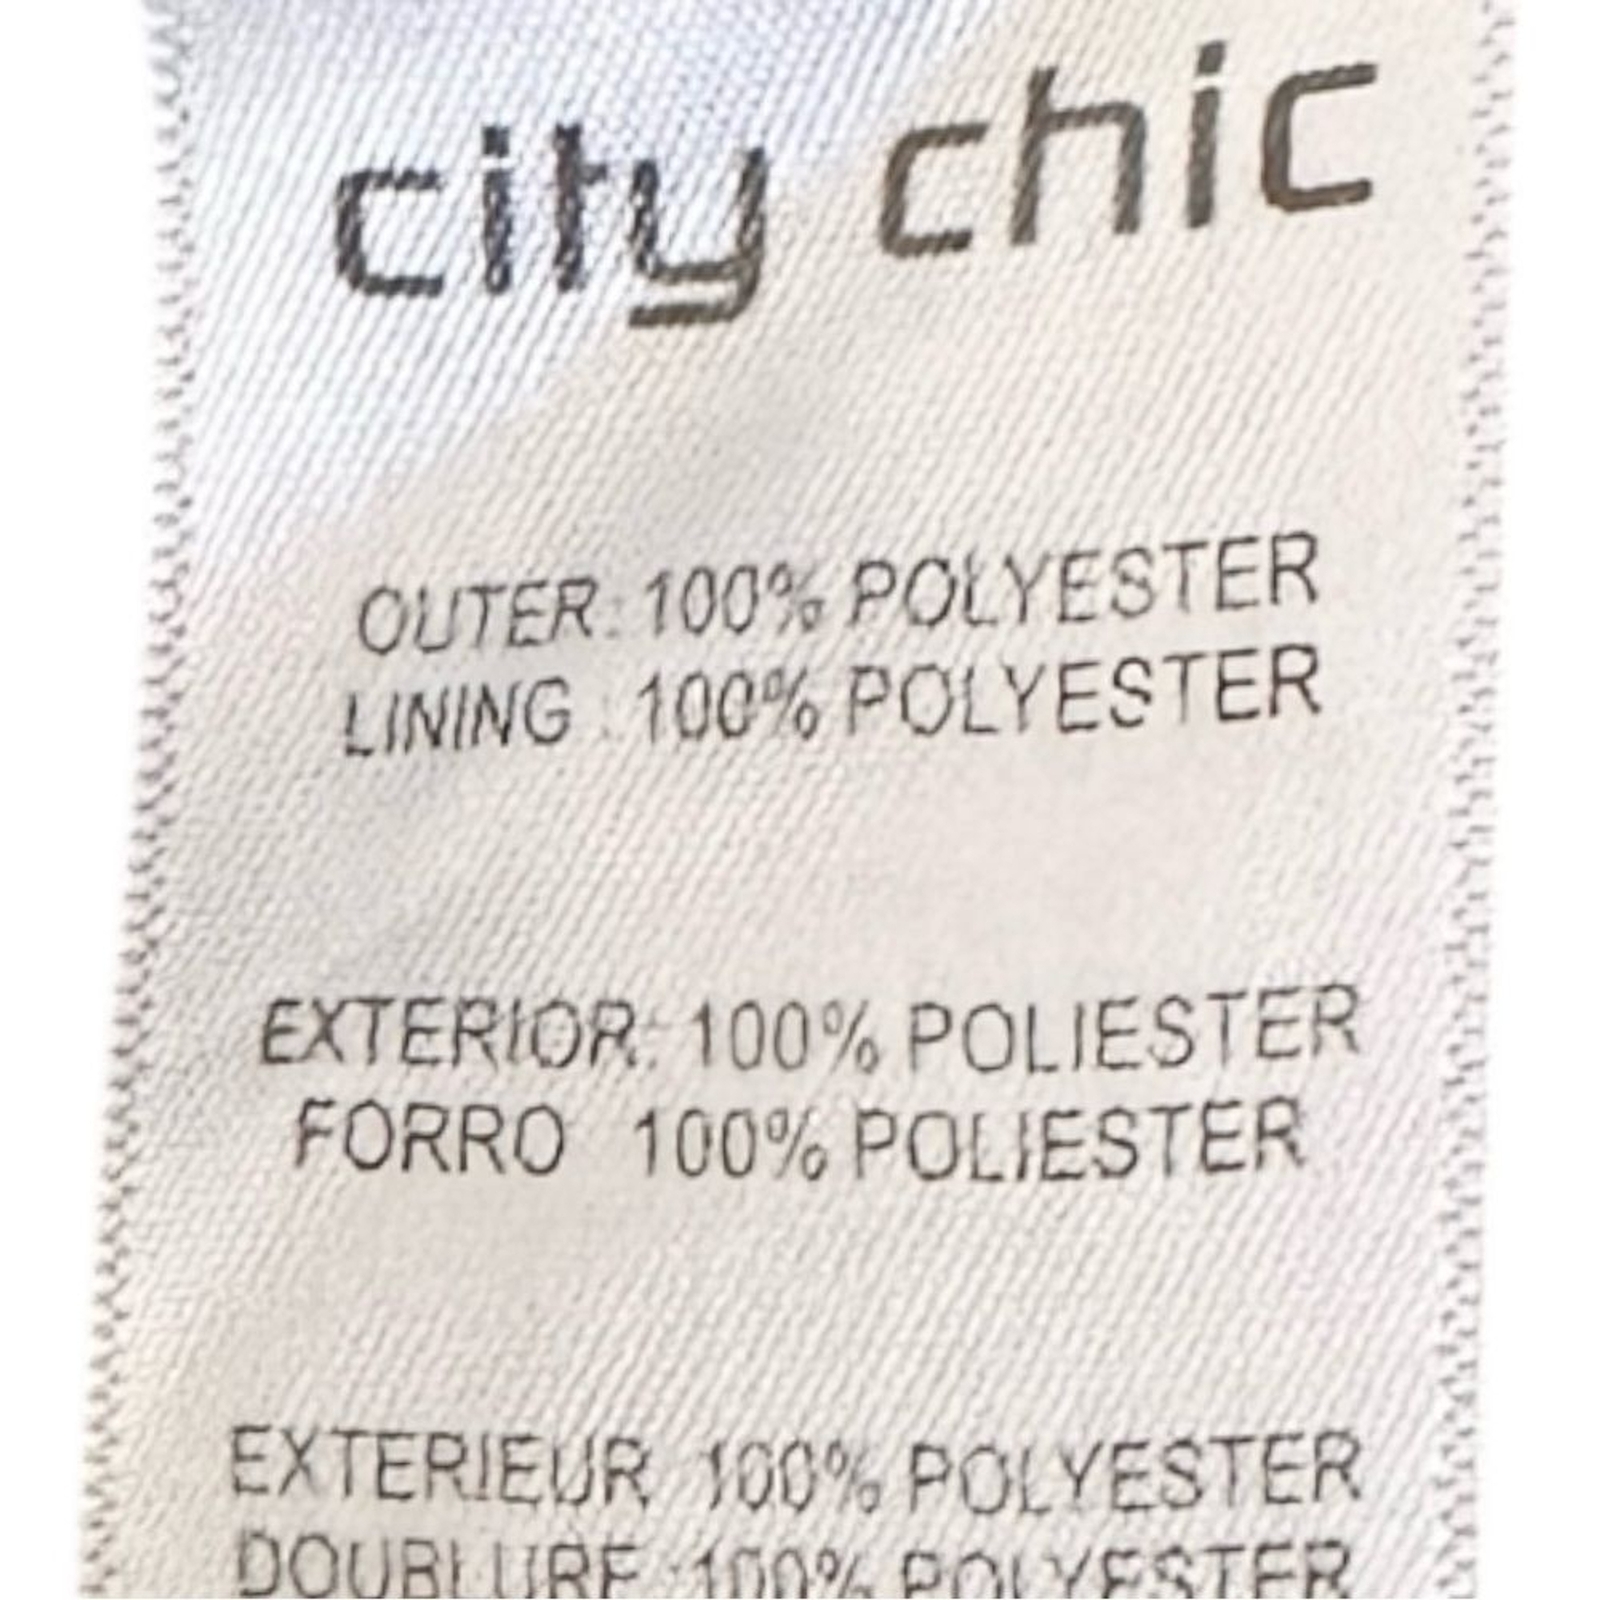 city chic
OUTER: 100% POLYESTER
LINING : 100% POLYESTER
EXTERIOR: 100% POLIESTER
FORRO 100% POLIESTER
EXTERIEUR 100% POLYESTER
DOUBLURE :100% POLYESTER